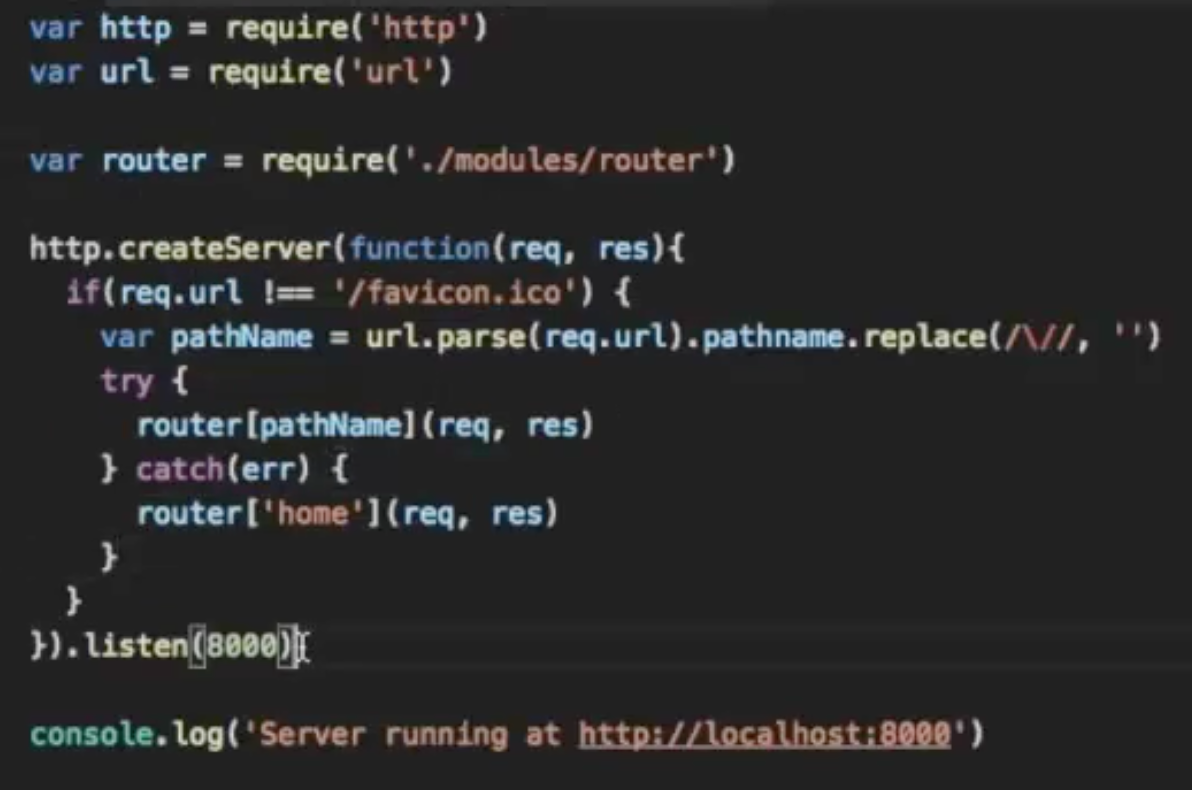 var http = require('http')
var url = require('url')
var router = require('./modules/router')
http.createServer(function(req, res){
if(req.url !== '/favicon.ico') {
var pathName = url.parse(req.url).pathname.replace(/\//, '')
try {
router[pathName](req, res)
} catch(err) {
router['home'](req, res)
}
}
}).listen(8000)
console.log('Server running at http://localhost:8000')